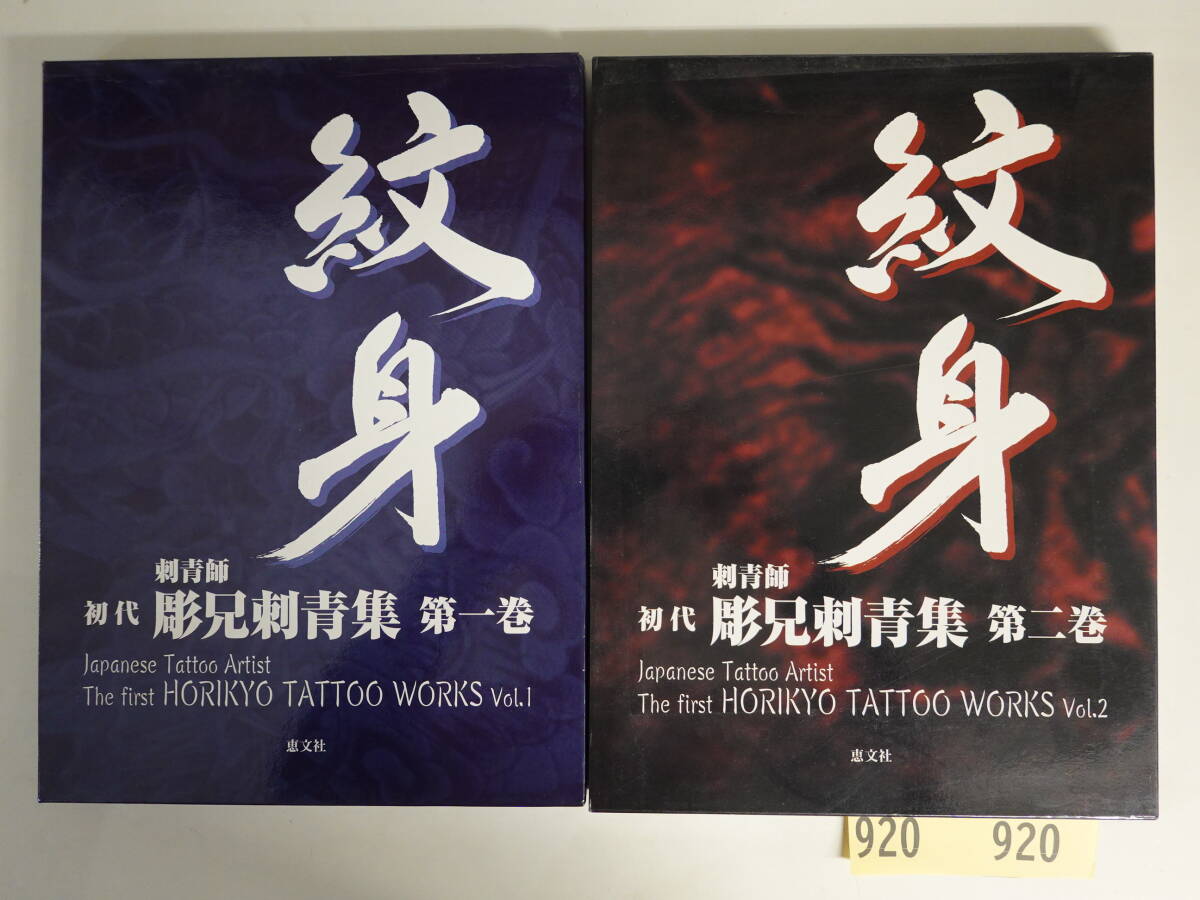 紋身
刺青師
初代 彫兄刺青集 第一巻
Japanese Tattoo Artist
The first HORIKYO TATTOO WORKS Vol.1
恵文社
紋身
刺青師
初代 彫兄刺青集 第二巻
Japanese Tattoo Artist
The first HORIKYO TATTOO WORKS Vol.2
恵文社
920 920